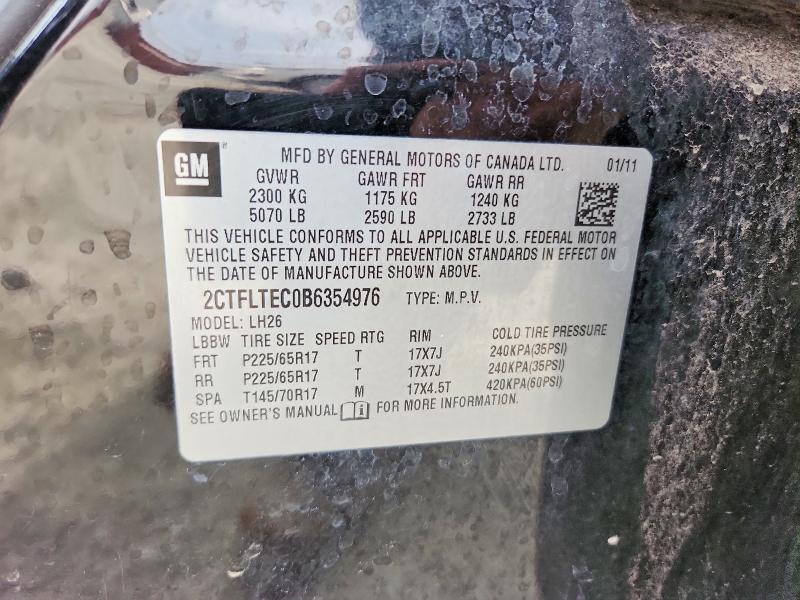 GM
MFD BY GENERAL MOTORS OF CANADA LTD. 01/11
GVWR GAWR FRT GAWR RR
2300 KG 1175 KG 1240 KG
5070 LB 2590 LB 2733 LB
THIS VEHICLE CONFORMS TO ALL APPLICABLE U.S. FEDERAL MOTOR
VEHICLE SAFETY AND THEFT PREVENTION STANDARDS IN EFFECT ON
THE DATE OF MANUFACTURE SHOWN ABOVE.
2CTFLTEC0B6354976 TYPE: M.P.V.
MODEL: LH26
LBBW TIRE SIZE SPEED RTG RIM COLD TIRE PRESSURE
FRT P225/65R17 T 17X7J 240KPA(35PSI)
RR P225/65R17 T 17X7J 240KPA(35PSI)
SPA T145/70R17 M 17X4.5T 420KPA(60PSI)
SEE OWNER'S MANUAL FOR MORE INFORMATION.